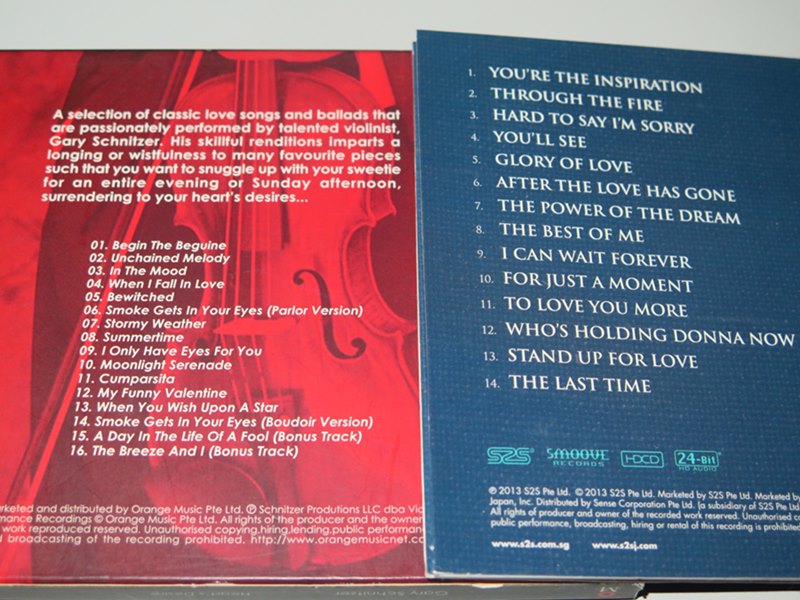 A selection of classic love songs and ballads that
are passionately performed by talented violinist,
Gary Schnitzer. His skillful renditions imparts a
longing or wistfulness to many favourite pieces
such that you want to snuggle up with your sweetie
for an entire evening or Sunday afternoon,
surrendering to your heart's desires...
01. Begin The Beguine
02. Unchained Melody
03. In The Mood
04. When I Fall In Love
05. Bewitched
06. Smoke Gets In Your Eyes (Parlor Version)
07. Stormy Weather
08. Summertime
09. I Only Have Eyes For You
10. Moonlight Serenade
11. Cumparsita
12. My Funny Valentine
13. When You Wish Upon A Star
14. Smoke Gets In Your Eyes (Boudoir Version)
15. A Day In The Life Of A Fool (Bonus Track)
16. The Breeze And I (Bonus Track)
arketed and distributed by Orange Music Pte Ltd. ℗ Schnitzer Produtions LLC dba Vio
mance Recordings © Orange Music Pte Ltd. All rights of the producer and the owner
work reproduced reserved. Unauthorised copying,hiring,lending,public performan
d broadcasting of the recording prohibited. http://www.orangemusicnet.co
Gary Schnitzer
Heart's Desire
1. YOU'RE THE INSPIRATION
2. THROUGH THE FIRE
3. HARD TO SAY I'M SORRY
4. YOU'LL SEE
5. GLORY OF LOVE
6. AFTER THE LOVE HAS GONE
7. THE POWER OF THE DREAM
8. THE BEST OF ME
9. I CAN WAIT FOREVER
10. FOR JUST A MOMENT
11. TO LOVE YOU MORE
12. WHO'S HOLDING DONNA NOW
13. STAND UP FOR LOVE
14. THE LAST TIME
S2S SMOOVE RECORDS HDCD 24-Bit HD AUDIO
℗ 2013 S2S Pte Ltd. © 2013 S2S Pte Ltd. Marketed by S2S Pte Ltd. Marketed by
Japan, Inc. Distributed by Sense Corporation Pte Ltd. (a subsidiary of S2S Pte Ltd.
All rights of producer and owner of the recorded work reserved. Unauthorised co
public performance, broadcasting, hiring or rental of this recording is prohibited
www.s2s.com.sg www.s2sj.com